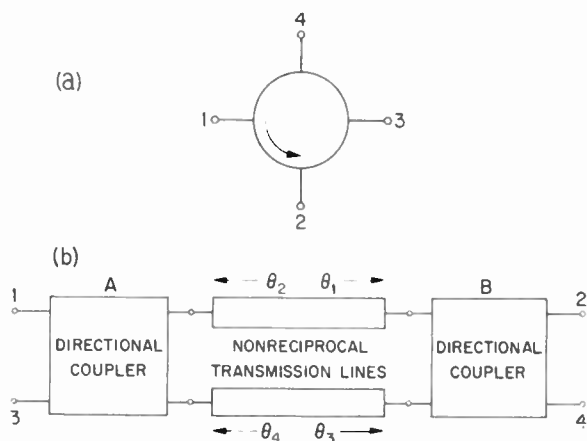 (a)
4
1
3
2
(b)
1 A θ₂ θ₁ B 2
DIRECTIONAL COUPLER
NONRECIPROCAL TRANSMISSION LINES
DIRECTIONAL COUPLER
3 θ₄ θ₃ 4